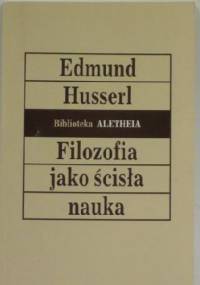 Edmund
Husserl
Biblioteka ALETHEIA
Filozofia
jako ścisła
nauka